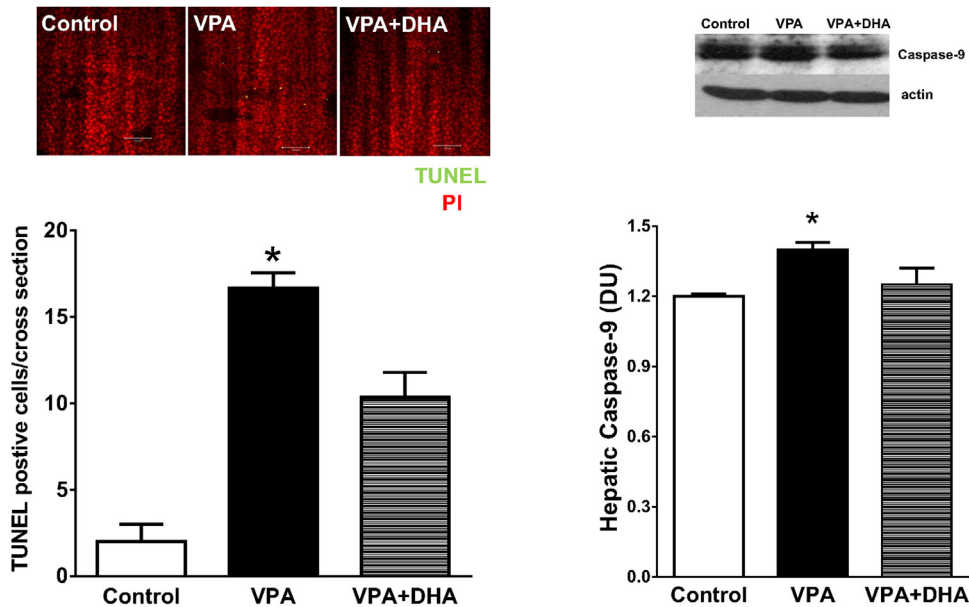 Control VPA VPA+DHA
TUNEL
PI
20
15
10
5
0
TUNEL postive cells/cross section
*
Control VPA VPA+DHA
Control VPA VPA+DHA
Caspase-9
actin
1.5
1.2
0.9
0.6
0.3
0.0
Hepatic Caspase-9 (DU)
*
Control VPA VPA+DHA